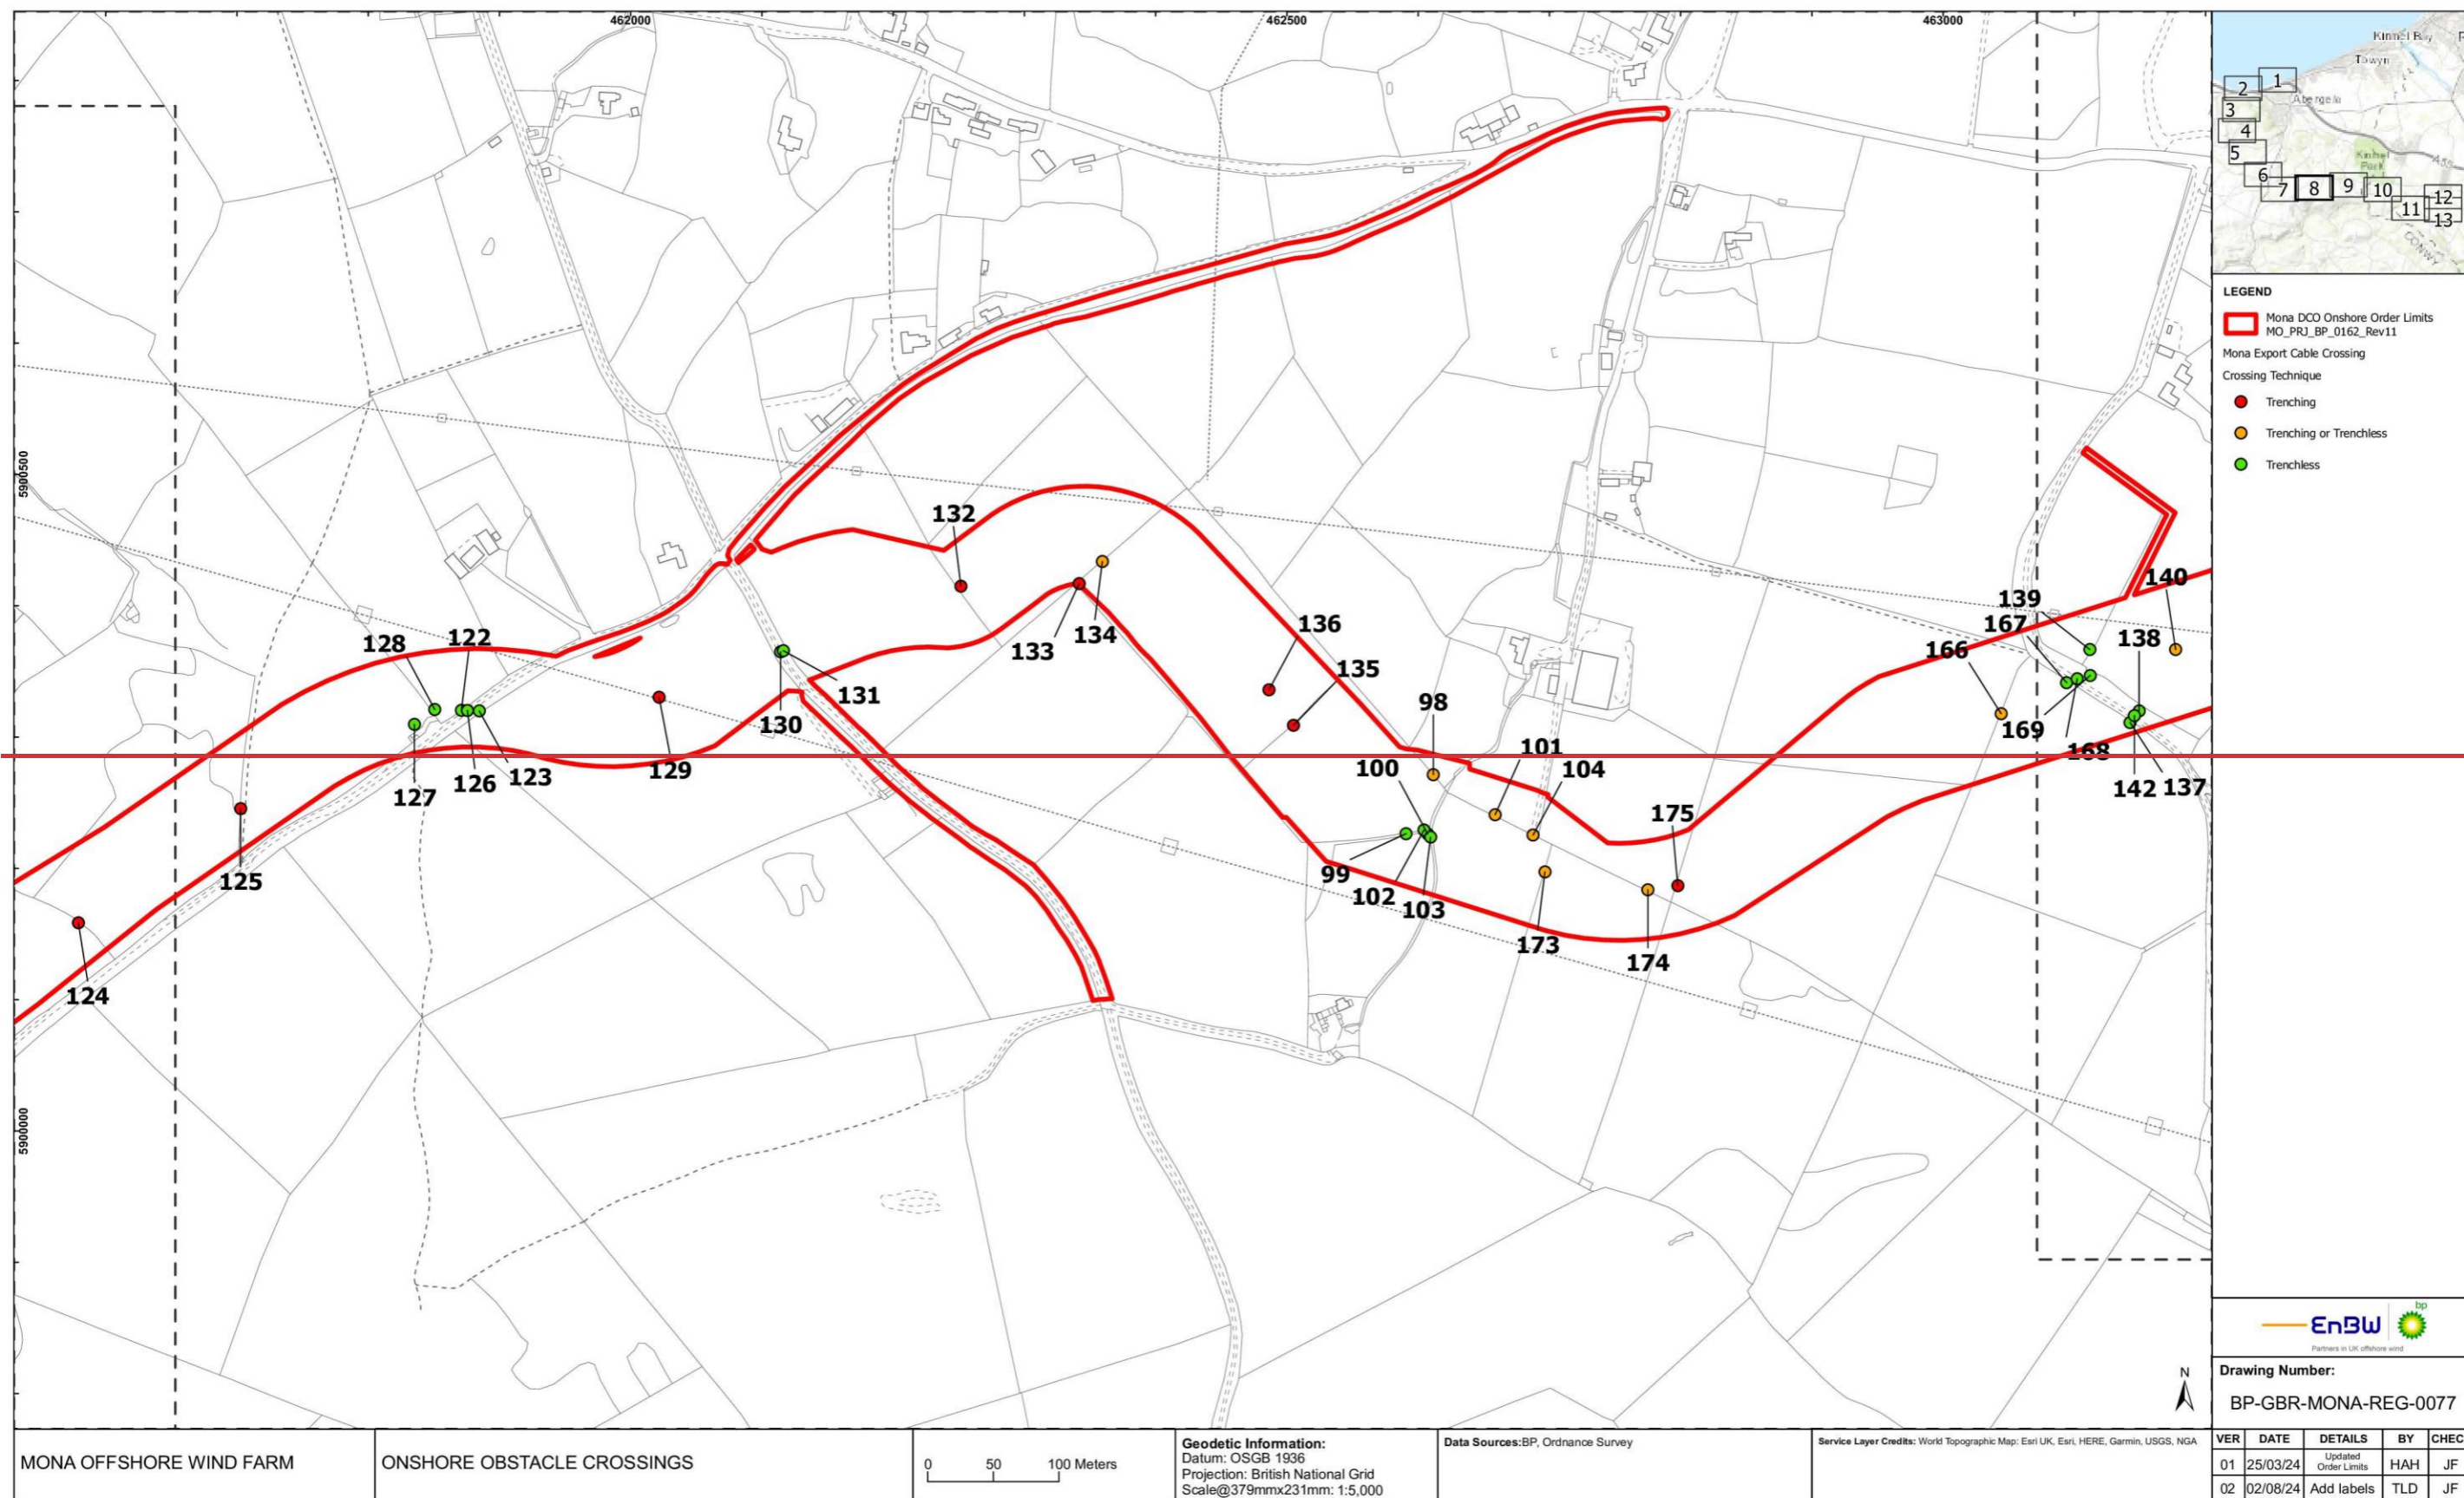 462000
462500
463000
5900500
5900000
132
133
134
136
135
128
122
131
130
129
127
126
123
125
124
98
100
101
104
99
102
103
173
174
175
139
140
167
138
166
169
168
142
137
Kinmel Bay
Towyn
Abergele
Kinmel
Park
A55
CONWY
1
2
3
4
5
6
7
8
9
10
11
12
13
LEGEND
Mona DCO Onshore Order Limits
MO_PRJ_BP_0162_Rev11
Mona Export Cable Crossing
Crossing Technique
Trenching
Trenching or Trenchless
Trenchless
N
EnBW
bp
Partners in UK offshore wind
Drawing Number:
BP-GBR-MONA-REG-0077
MONA OFFSHORE WIND FARM
ONSHORE OBSTACLE CROSSINGS
0 50 100 Meters
Geodetic Information:
Datum: OSGB 1936
Projection: British National Grid
Scale@379mmx231mm: 1:5,000
Data Sources:BP, Ordnance Survey
Service Layer Credits: World Topographic Map: Esri UK, Esri, HERE, Garmin, USGS, NGA
VER DATE DETAILS BY CHEC
01 25/03/24 Updated Order Limits HAH JF
02 02/08/24 Add labels TLD JF